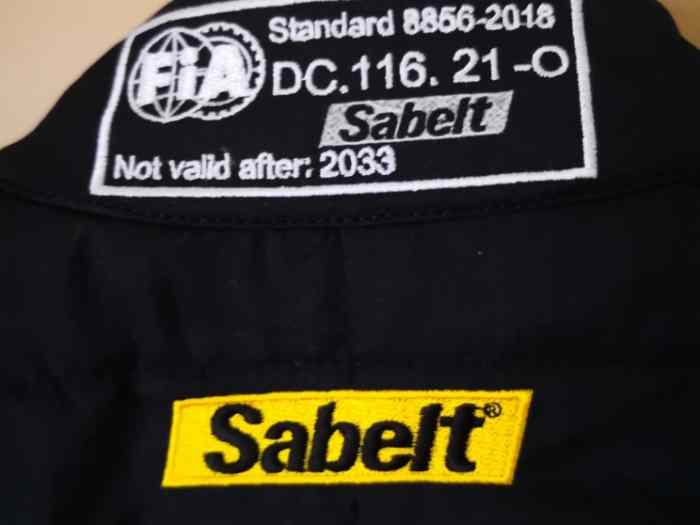 FiA
Standard 8856-2018
DC.116. 21 -O
Sabelt
Not valid after: 2033
Sabelt®